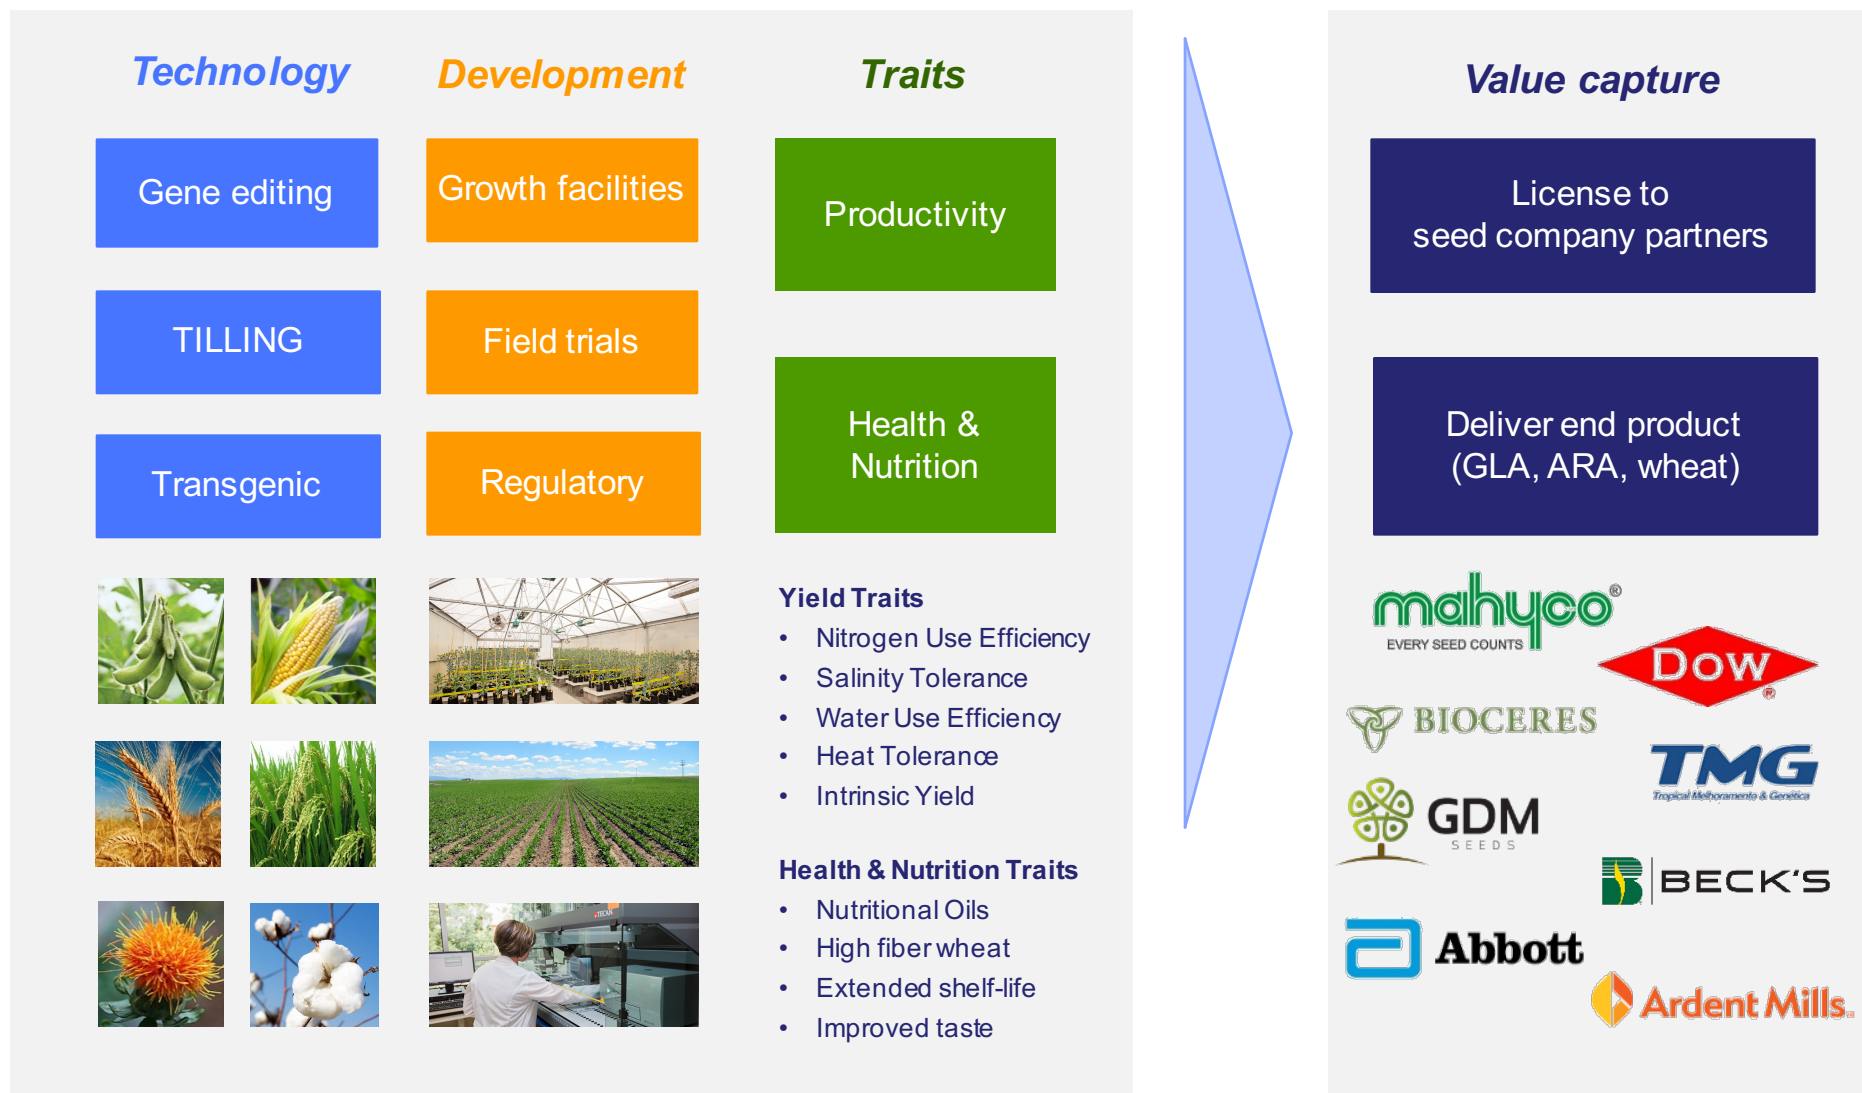 Technology
Gene editing
TILLING
Transgenic
Development
Growth facilities
Field trials
Regulatory
Traits
Productivity
Health &
Nutrition
Yield Traits
• Nitrogen Use Efficiency
• Salinity Tolerance
• Water Use Efficiency
• Heat Tolerance
• Intrinsic Yield
Health & Nutrition Traits
• Nutritional Oils
• High fiber wheat
• Extended shelf-life
• Improved taste
TECAN
Value capture
License to
seed company partners
Deliver end product
(GLA, ARA, wheat)
mahyco®
EVERY SEED COUNTS
DOW®
BIOCERES
TMG
Tropical Melhoramento & Genética
GDM
SEEDS
BECK'S
Abbott
Ardent Mills